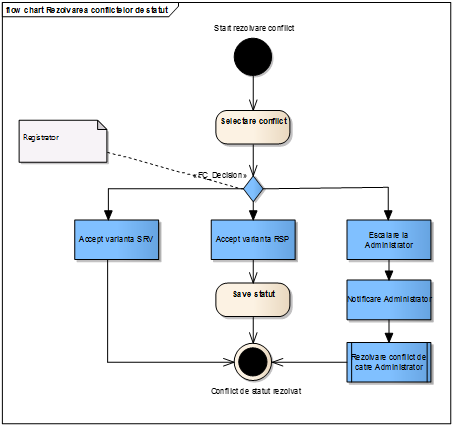 flow chart Rezolvarea conflictelor de statut
Start rezolvare conflict
Selectare conflict
Registrator
«FC_Decision»
Accept varianta SRV
Accept varianta RSP
Escalare la
Administrator
Save statut
Notificare Administrator
Rezolvare conflict de
catre Administrator
Conflict de statut rezolvat